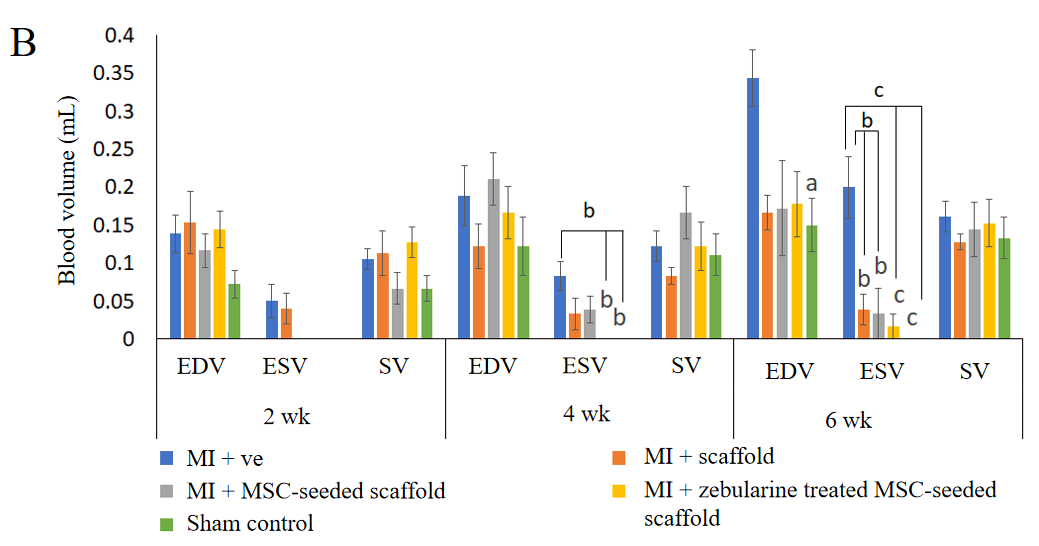 B
Blood volume (mL)
0.4
0.35
0.3
0.25
0.2
0.15
0.1
0.05
0
b
b
b
a
c
b
b
b
c
c
EDV ESV SV EDV ESV SV EDV ESV SV
2 wk 4 wk 6 wk
MI + ve
MI + scaffold
MI + MSC-seeded scaffold
MI + zebularine treated MSC-seeded
scaffold
Sham control